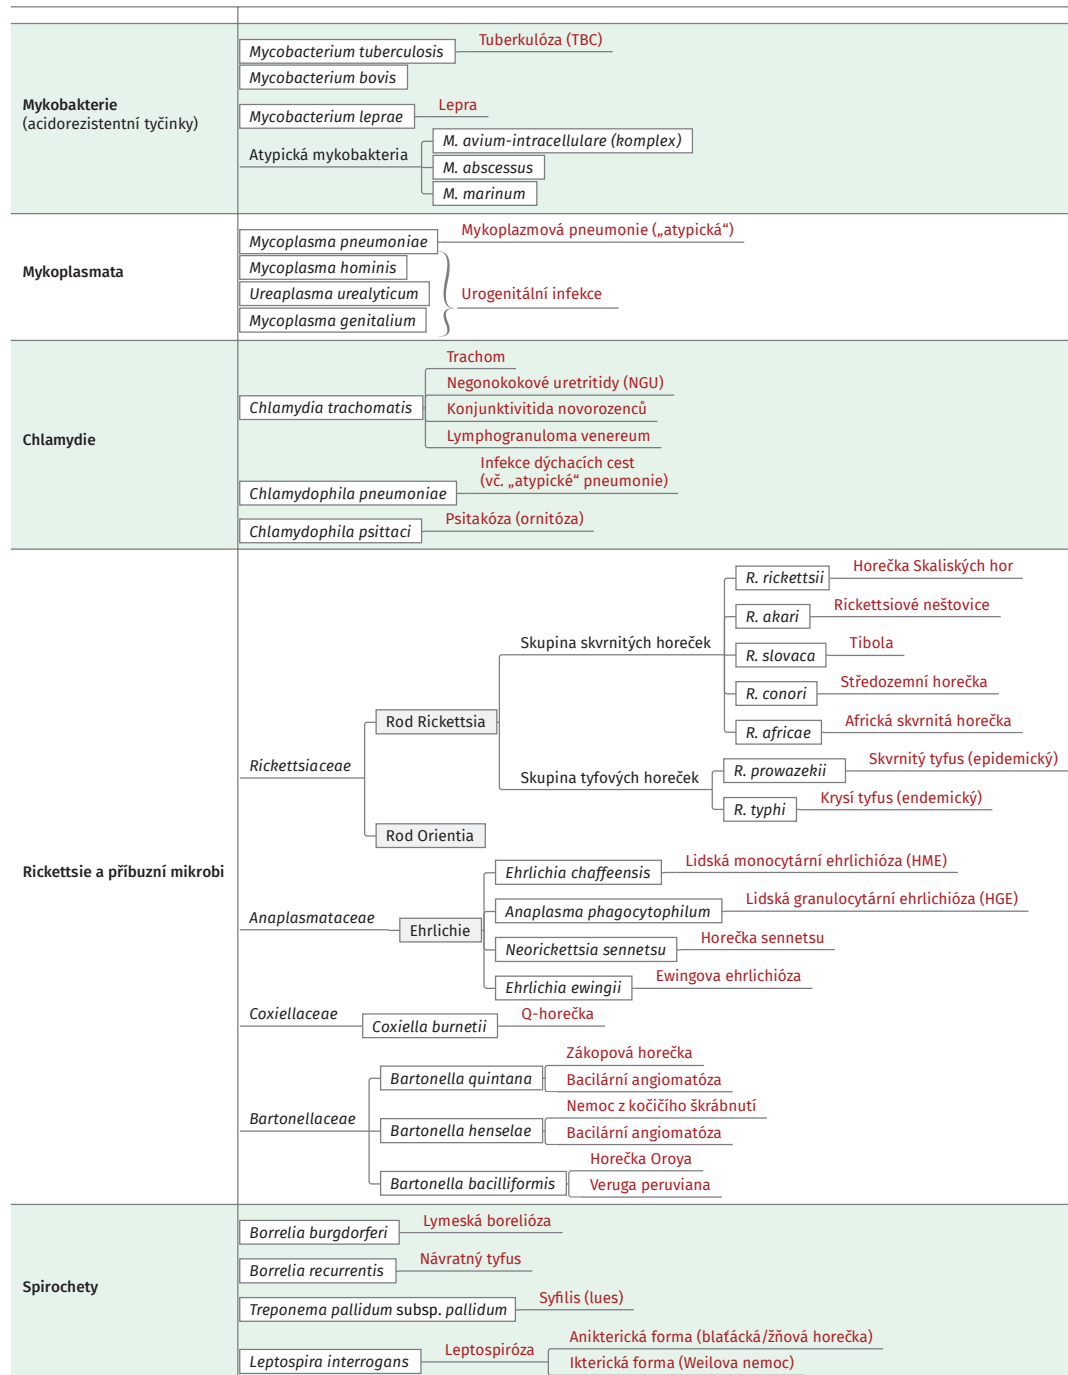 Mykobakterie
(acidorezistentní tyčinky)
Mycobacterium tuberculosis
Tuberkulóza (TBC)
Mycobacterium bovis
Mycobacterium leprae
Lepra
Atypická mykobakteria
M. avium-intracellulare (komplex)
M. abscessus
M. marinum
Mykoplasmata
Mycoplasma pneumoniae
Mykoplazmová pneumonie („atypická“)
Mycoplasma hominis
Ureaplasma urealyticum
Mycoplasma genitalium
Urogenitální infekce
Chlamydie
Chlamydia trachomatis
Trachom
Negonokokové uretritidy (NGU)
Konjunktivitida novorozenců
Lymphogranuloma venereum
Chlamydophila pneumoniae
Infekce dýchacích cest
(vč. „atypické“ pneumonie)
Chlamydophila psittaci
Psitakóza (ornitóza)
Rickettsie a příbuzní mikrobi
Rickettsiaceae
Rod Rickettsia
Skupina skvrnitých horeček
R. rickettsii
Horečka Skaliských hor
R. akari
Rickettsiové neštovice
R. slovaca
Tibola
R. conori
Středozemní horečka
R. africae
Africká skvrnitá horečka
Skupina tyfových horeček
R. prowazekii
Skvrnitý tyfus (epidemický)
R. typhi
Krysí tyfus (endemický)
Rod Orientia
Anaplasmataceae
Ehrlichie
Ehrlichia chaffeensis
Lidská monocytární ehrlichióza (HME)
Anaplasma phagocytophilum
Lidská granulocytární ehrlichióza (HGE)
Neorickettsia sennetsu
Horečka sennetsu
Ehrlichia ewingii
Ewingova ehrlichióza
Coxiellaceae
Coxiella burnetii
Q-horečka
Bartonellaceae
Bartonella quintana
Zákopová horečka
Bacilární angiomatóza
Bartonella henselae
Nemoc z kočičího škrábnutí
Bacilární angiomatóza
Bartonella bacilliformis
Horečka Oroya
Veruga peruviana
Spirochety
Borrelia burgdorferi
Lymeská borelióza
Borrelia recurrentis
Návratný tyfus
Treponema pallidum subsp. pallidum
Syfilis (lues)
Leptospira interrogans
Leptospiróza
Anikterická forma (blaťácká/žňová horečka)
Ikterická forma (Weilova nemoc)